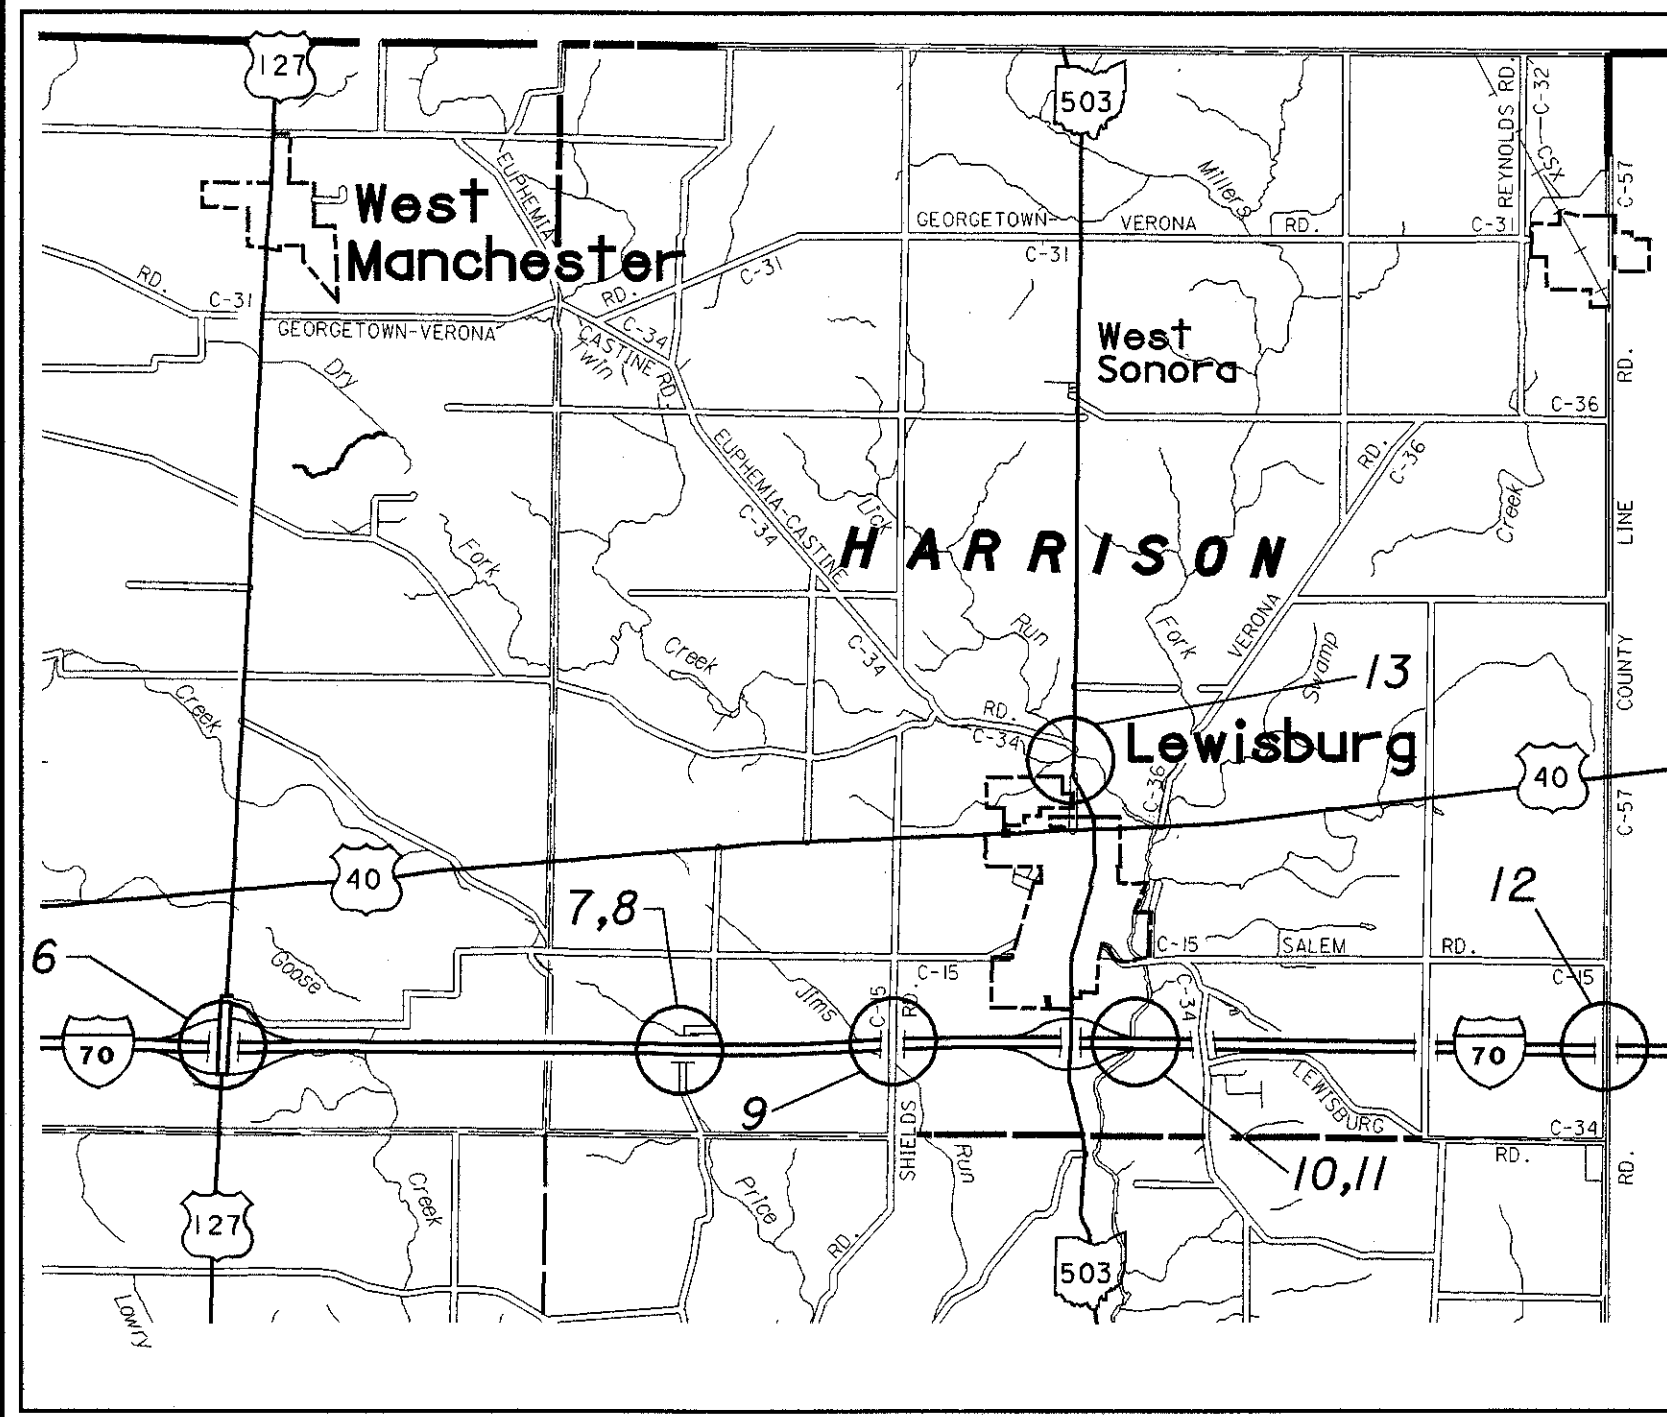 127
503
REYNOLDS RD.
C-32
CSX
C-57
EUPHEMIA
West
Manchester
Millers
GEORGETOWN-
VERONA
RD.
C-31
C-31
RD.
C-31
RD.
C-31
GEORGETOWN-VERONA
C-34
CASTINE RD.
Twin
Dry
West
Sonora
RD.
C-36
EUPHEMIA-CASTINE
C-34
RD.
C-36
Lick
Creek
LINE
HARRISON
Fork
Run
Fork
VERONA
Swamp
COUNTY
C-34
Creek
13
Creek
RD.
C-34
Lewisburg
C-36
40
C-57
40
7,8
12
6
Goose
C-15
SALEM
RD.
C-15
C-15
Jims
C-15
RD.
C-34
70
70
9
LEWISBURG
C-34
RD.
RD.
SHIELDS
Run
10,11
Creek
Price
127
RD.
503
Lowry